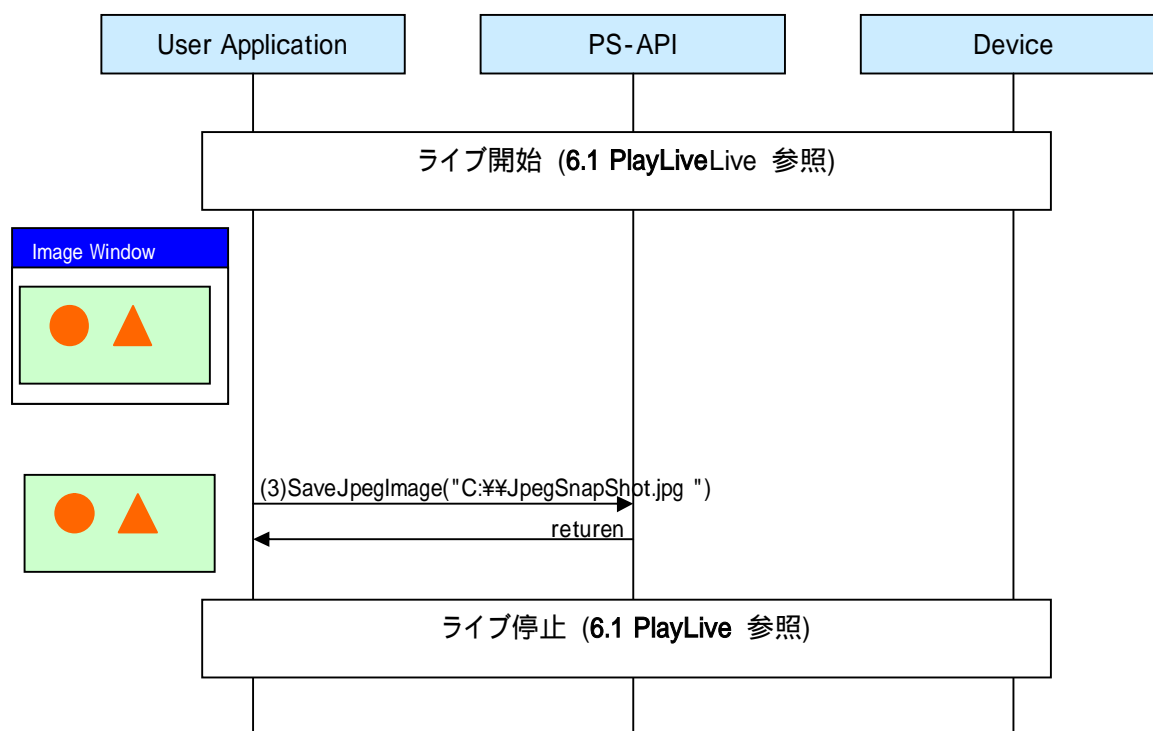 User Application
PS-API
Device
ライブ開始 (6.1 PlayLiveLive 参照)
Image Window
(3)SaveJpegImage("C:¥¥JpegSnapShot.jpg ")
returen
ライブ停止 (6.1 PlayLive 参照)